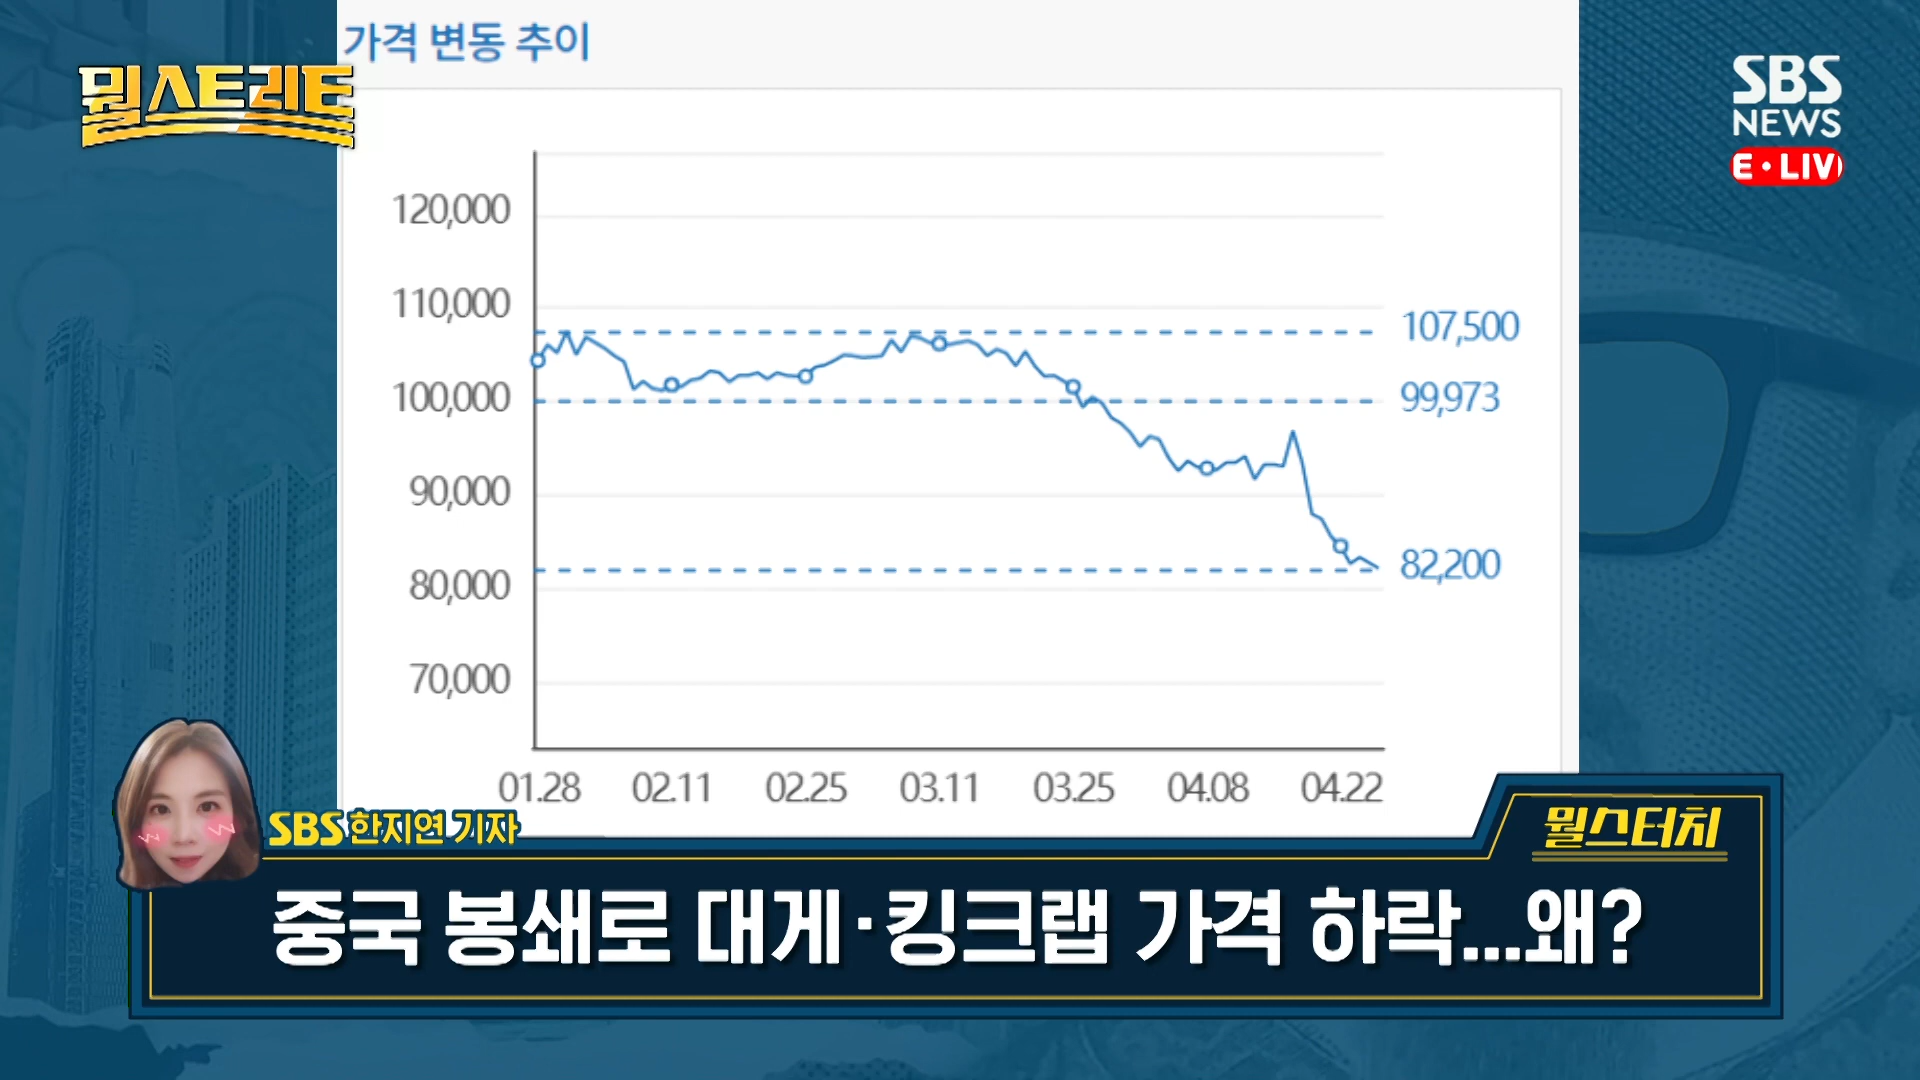 가격 변동 추이
뭘스트리트
SBS
NEWS
E·LIV
120,000
110,000
100,000
90,000
80,000
70,000
107,500
99,973
82,200
01.28 02.11 02.25 03.11 03.25 04.08 04.22
SBS 한지연 기자
뭘스터치
중국 봉쇄로 대게·킹크랩 가격 하락...왜?